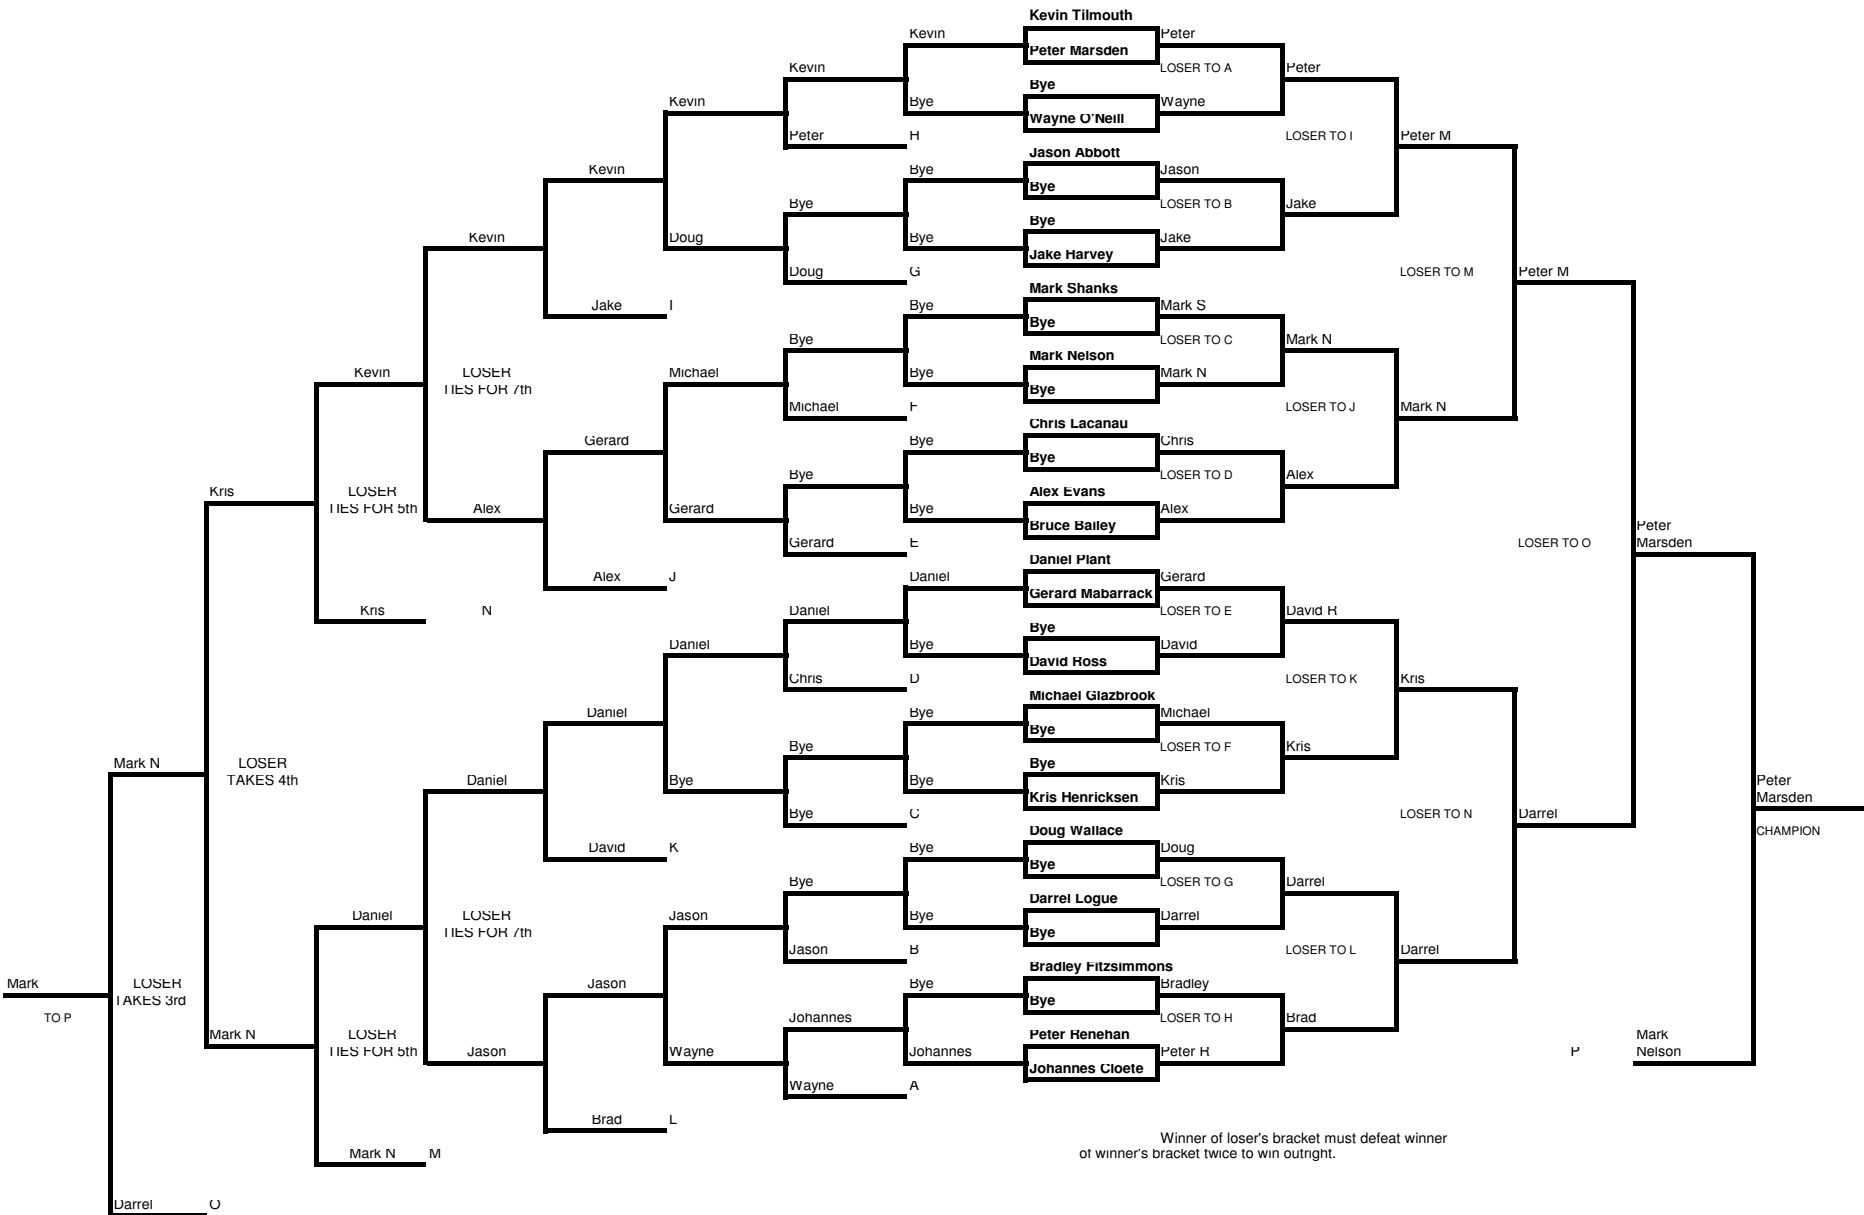 Kevin Tilmouth
Kevin
Peter
Peter Marsden
Kevin
LOSER TO A
Peter
Bye
Kevin
Bye
Wayne
Wayne O'Neill
Peter
H
LOSER TO I
Peter M
Jason Abbott
Kevin
Bye
Jason
Bye
Bye
LOSER TO B
Jake
Bye
Kevin
Doug
Bye
Jake
Jake Harvey
Doug
G
LOSER TO M
Peter M
Mark Shanks
Jake
I
Bye
Mark S
Bye
Bye
LOSER TO C
Mark N
Mark Nelson
Kevin
LOSER
Michael
Bye
Mark N
TIES FOR 7th
Bye
Michael
F
LOSER TO J
Mark N
Chris Lacanau
Gerard
Bye
Chris
Bye
Bye
LOSER TO D
Alex
Kris
LOSER
Alex Evans
TIES FOR 5th
Alex
Gerard
Bye
Alex
Bruce Bailey
Peter
Gerard
E
LOSER TO O
Marsden
Daniel Plant
Alex
J
Daniel
Gerard
Gerard Mabarrack
Kris
N
Daniel
LOSER TO E
David R
Bye
Daniel
Bye
David
David Ross
Chris
D
LOSER TO K
Kris
Michael Glazbrook
Daniel
Bye
Michael
Bye
Bye
LOSER TO F
Kris
Mark N
LOSER
Bye
TAKES 4th
Daniel
Bye
Bye
Kris
Peter
Kris Henricksen
Marsden
Bye
C
LOSER TO N
Darrel
Doug Wallace
CHAMPION
David
K
Bye
Doug
Bye
Bye
LOSER TO G
Darrel
Darrel Logue
Daniel
LOSER
Jason
Bye
Darrel
TIES FOR 7th
Bye
Jason
B
LOSER TO L
Darrel
Bradley Fitzsimmons
Mark
LOSER
Jason
Bye
Bradley
TAKES 3rd
Bye
TO P
Johannes
LOSER TO H
Brad
Mark N
LOSER
Peter Renehan
Mark
TIES FOR 5th
Jason
Wayne
Johannes
Peter R
P
Nelson
Johannes Cloete
Wayne
A
Brad
L
Winner of loser's bracket must defeat winner
Mark N
M
of winner's bracket twice to win outright.
Darrel
O